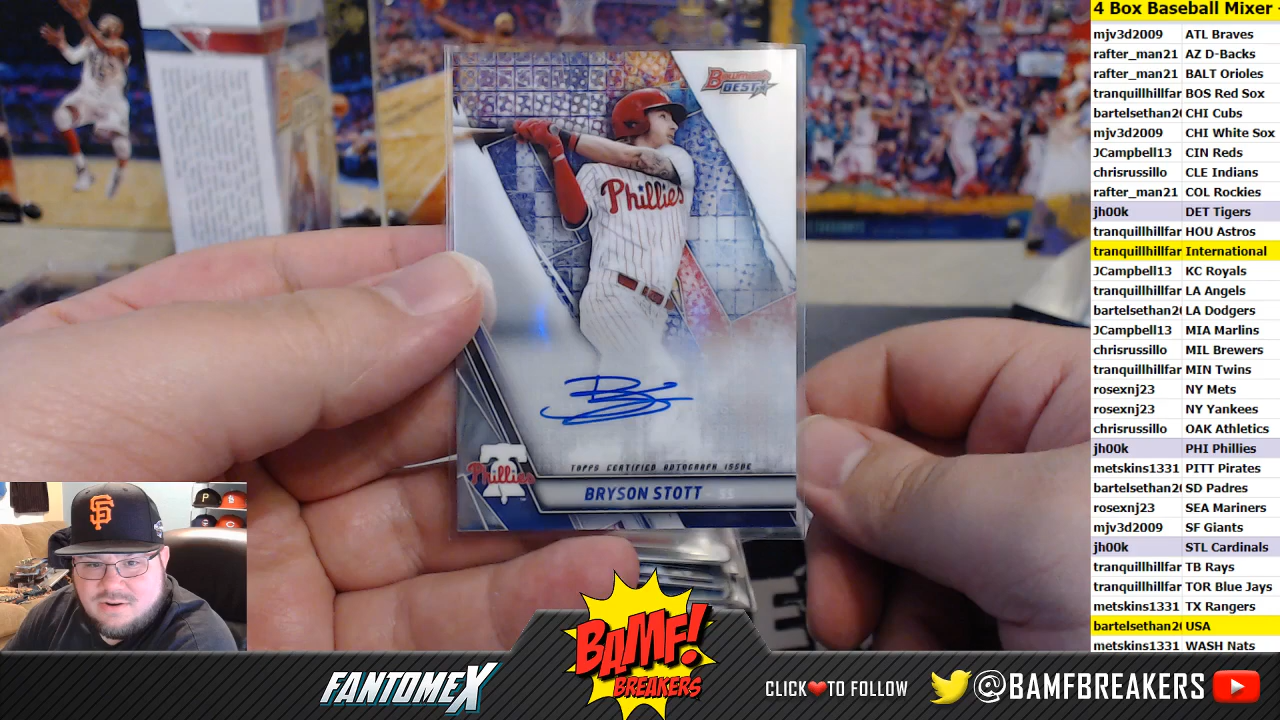 Bowman's
BEST
Phillies
Phillies
TOPPS CERTIFIED AUTOGRAPH ISSUE
BRYSON STOTT SS
SF
P
FANTOMEX
BAMF!
BREAKERS
CLICK TO FOLLOW
@BAMFBREAKERS
4 Box Baseball Mixer -
mjv3d2009 ATL Braves
rafter_man21 AZ D-Backs
rafter_man21 BALT Orioles
tranquillhillfar BOS Red Sox
bartelsethan20 CHI Cubs
mjv3d2009 CHI White Sox
JCampbell13 CIN Reds
chrisrussillo CLE Indians
rafter_man21 COL Rockies
jh00k DET Tigers
tranquillhillfar HOU Astros
tranquillhillfar International
JCampbell13 KC Royals
tranquillhillfar LA Angels
bartelsethan20 LA Dodgers
JCampbell13 MIA Marlins
chrisrussillo MIL Brewers
tranquillhillfar MIN Twins
rosexnj23 NY Mets
rosexnj23 NY Yankees
chrisrussillo OAK Athletics
jh00k PHI Phillies
metskins1331 PITT Pirates
bartelsethan20 SD Padres
rosexnj23 SEA Mariners
mjv3d2009 SF Giants
jh00k STL Cardinals
tranquillhillfar TB Rays
tranquillhillfar TOR Blue Jays
metskins1331 TX Rangers
bartelsethan20 USA
metskins1331 WASH Nats